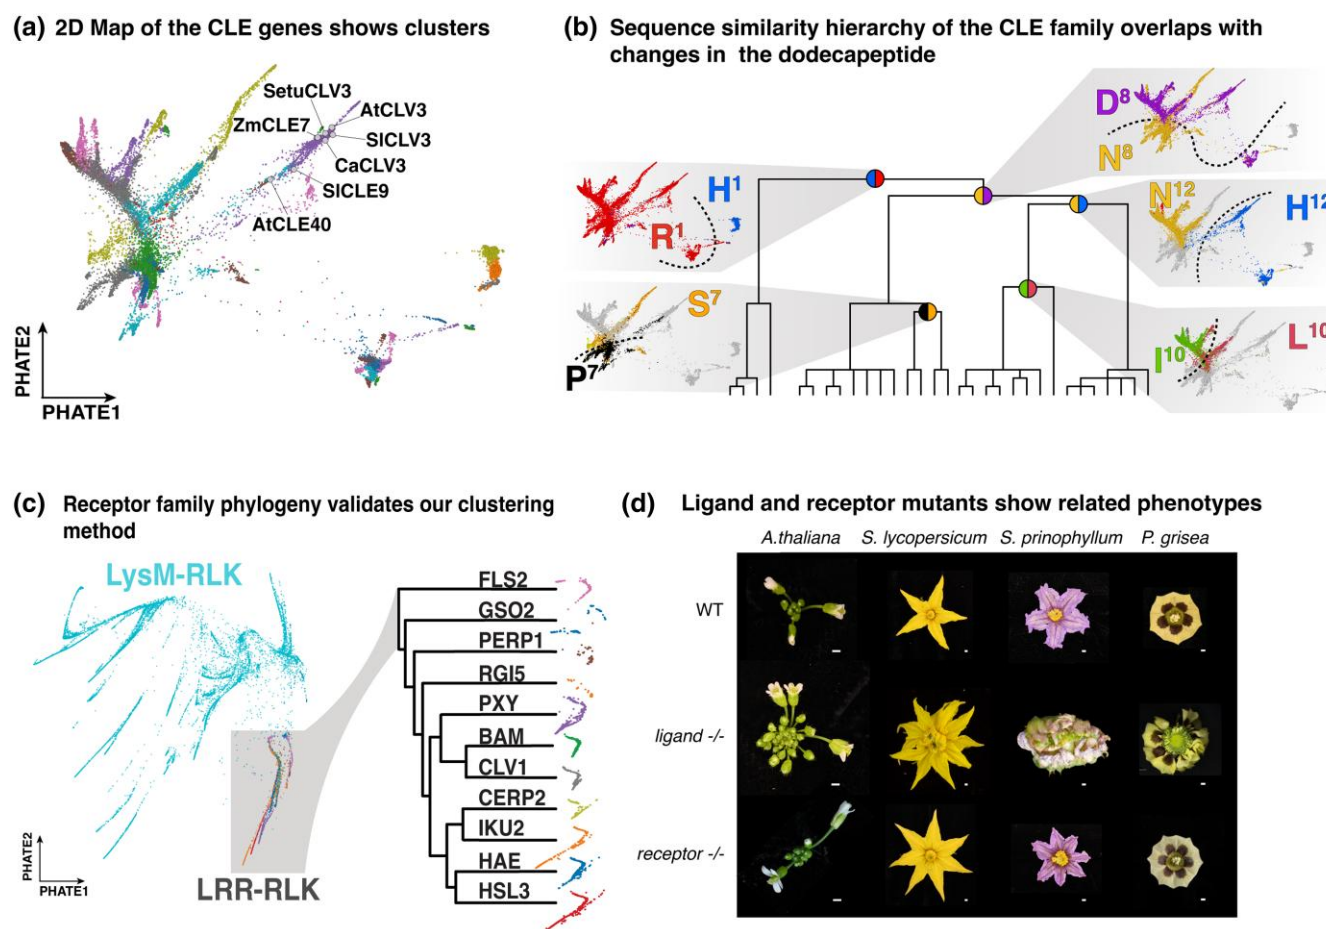 (a) 2D Map of the CLE genes shows clusters
SetuCLV3
AtCLV3
ZmCLE7
SlCLV3
CaCLV3
SlCLE9
AtCLE40
PHATE2
PHATE1
(b) Sequence similarity hierarchy of the CLE family overlaps with
changes in the dodecapeptide
D8
N8
H1
R1
N12
H12
S7
P7
I10
L10
(c) Receptor family phylogeny validates our clustering
method
LysM-RLK
FLS2
GSO2
PERP1
RGI5
PXY
BAM
CLV1
CERP2
IKU2
HAE
HSL3
PHATE2
PHATE1
LRR-RLK
(d) Ligand and receptor mutants show related phenotypes
A.thaliana S. lycopersicum S. prinophyllum P. grisea
WT
ligand -/-
receptor -/-